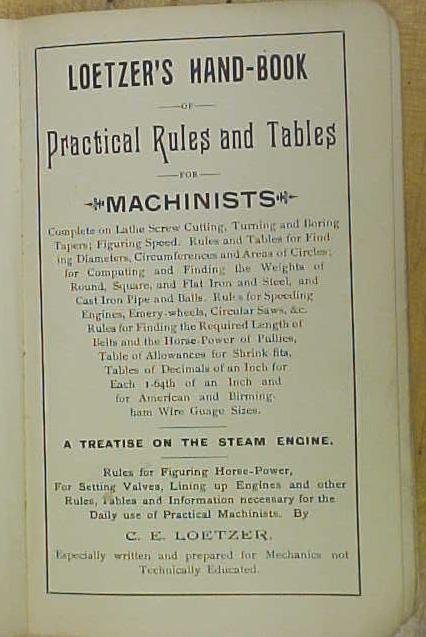 LOETZER'S HAND-BOOK
OF
Practical Rules and Tables
FOR
MACHINISTS
Complete on Lathe Screw Cutting, Turning and Boring
Tapers; Figuring Speed. Rules and Tables for Find
ing Diameters, Circumferences and Areas of Circles;
for Computing and Finding the Weights of
Round, Square, and Flat Iron and Steel, and
Cast Iron Pipe and Balls. Rules for Speeding
Engines, Emery-wheels, Circular Saws, &c.
Rules for Finding the Required Length of
Belts and the Horse-Power of Pullies,
Table of Allowances for Shrink fits,
Tables of Decimals of an Inch for
Each 1-64th of an Inch and
for American and Birming-
ham Wire Guage Sizes.
A TREATISE ON THE STEAM ENGINE.
Rules for Figuring Horse-Power,
For Setting Valves, Lining up Engines and other
Rules, Tables and Information necessary for the
Daily use of Practical Machinists. By
C. E. LOETZER.
Especially written and prepared for Mechanics not
Technically Educated.